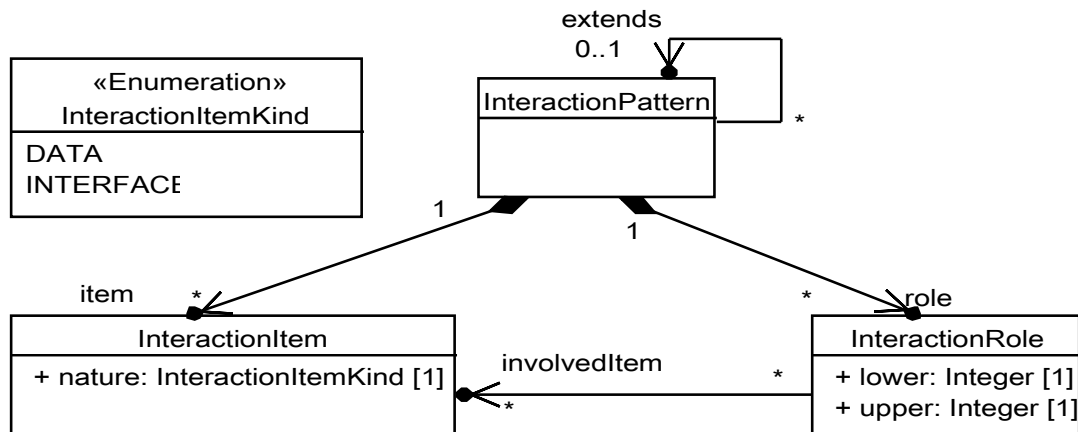 extends
0..1
«Enumeration»
InteractionItemKind
DATA
INTERFACE
InteractionPattern
*
1
1
item
*
*
role
InteractionItem
+ nature: InteractionItemKind [1]
involvedItem
*
*
InteractionRole
+ lower: Integer [1]
+ upper: Integer [1]